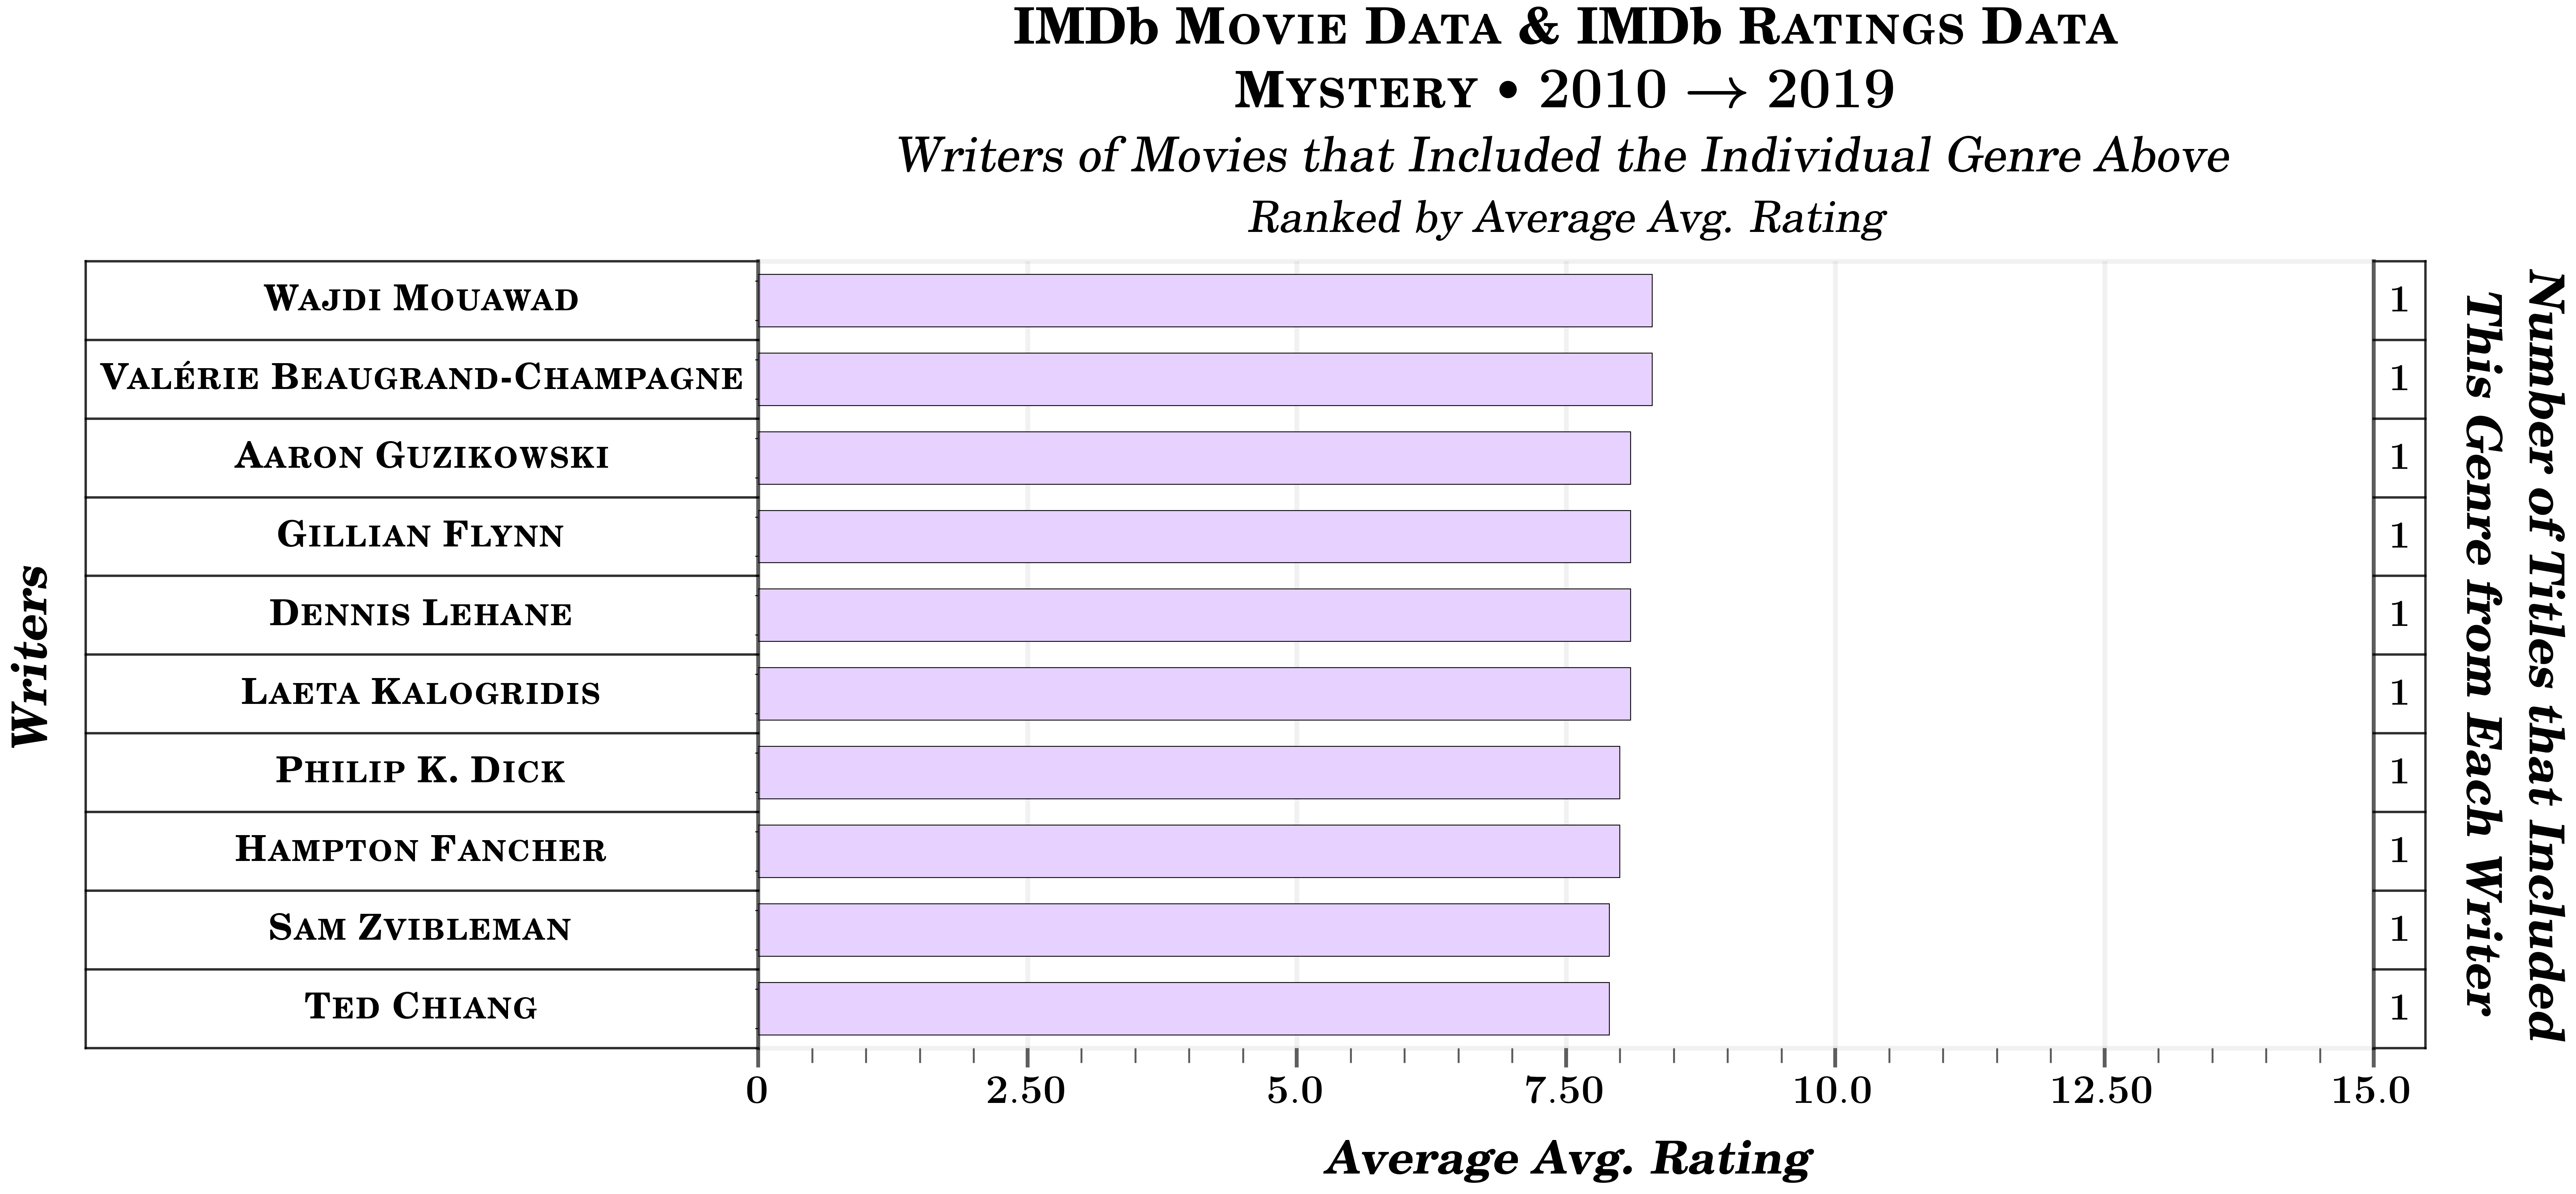 IMDb Movie Data & IMDb Ratings Data
Mystery • 2010 → 2019
Writers of Movies that Included the Individual Genre Above
Ranked by Average Avg. Rating
Writers
Wajdi Mouawad 1
Valérie Beaugrand-Champagne 1
Aaron Guzikowski 1
Gillian Flynn 1
Dennis Lehane 1
Laeta Kalogridis 1
Philip K. Dick 1
Hampton Fancher 1
Sam Zvibleman 1
Ted Chiang 1
0 2.50 5.0 7.50 10.0 12.50 15.0
Average Avg. Rating
Number of Titles that Included
This Genre from Each Writer